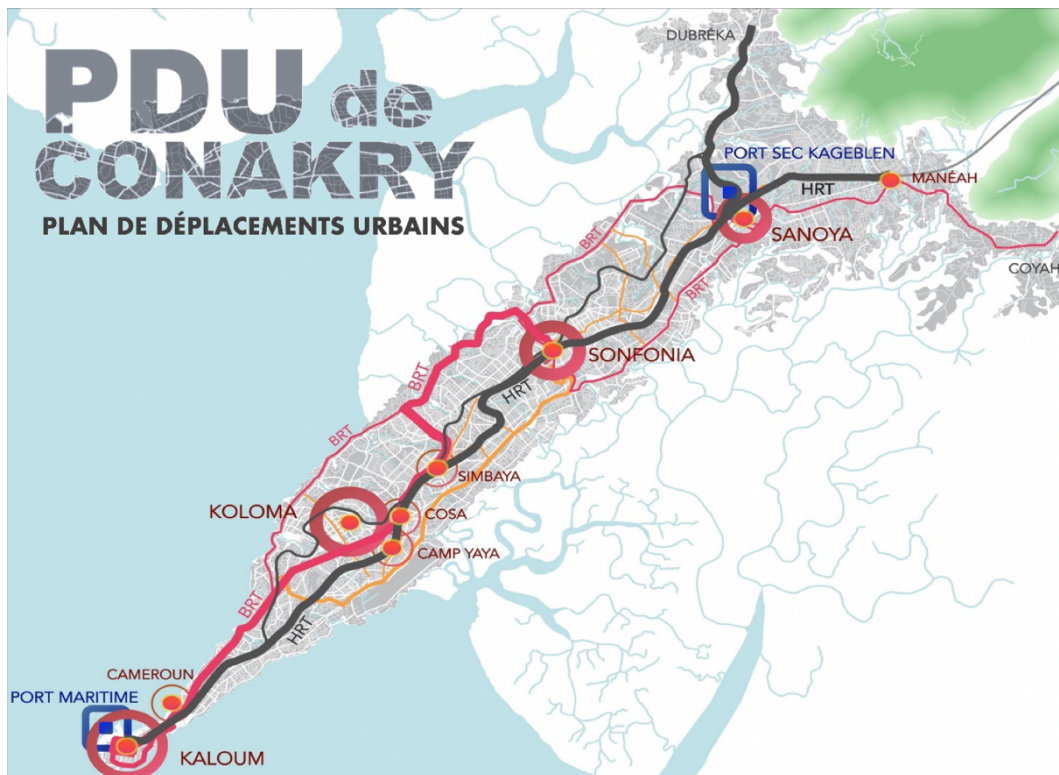 PDU de
CONAKRY
PLAN DE DÉPLACEMENTS URBAINS
DUBRÉKA
PORT SEC KAGEBLEN
HRT
MANÉAH
SANOYA
BRT
COYAH
BRT
SONFONIA
BRT
HRT
BRT
SIMBAYA
KOLOMA
COSA
CAMP YAYA
BRT
HRT
CAMEROUN
PORT MARITIME
KALOUM